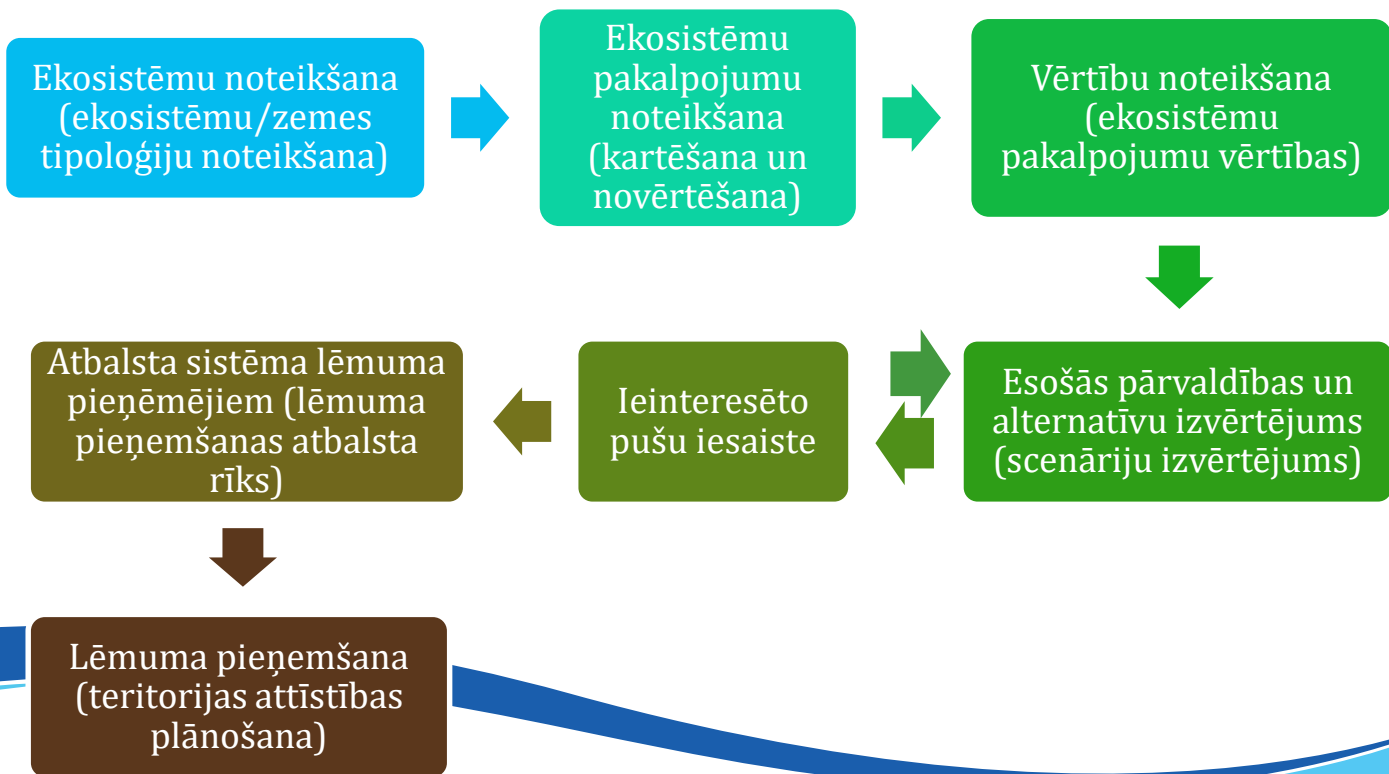 Ekosistēmu noteikšana
(ekosistēmu/zemes
tipoloģiju noteikšana)
Ekosistēmu
pakalpojumu
noteikšana
(kartēšana un
novērtēšana)
Vērtību noteikšana
(ekosistēmu
pakalpojumu vērtības)
Esošās pārvaldības un
alternatīvu izvērtējums
(scenāriju izvērtējums)
Ieinteresēto
pušu iesaiste
Atbalsta sistēma lēmuma
pieņēmējiem (lēmuma
pieņemšanas atbalsta
rīks)
Lēmuma pieņemšana
(teritorijas attīstības
plānošana)